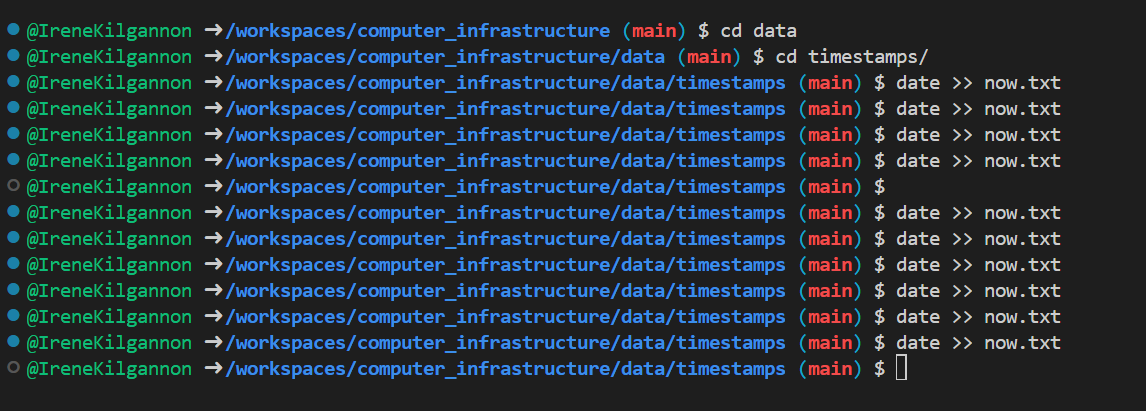 @IreneKilgannon ➜/workspaces/computer_infrastructure (main) $ cd data
@IreneKilgannon ➜/workspaces/computer_infrastructure/data (main) $ cd timestamps/
@IreneKilgannon ➜/workspaces/computer_infrastructure/data/timestamps (main) $ date >> now.txt
@IreneKilgannon ➜/workspaces/computer_infrastructure/data/timestamps (main) $ date >> now.txt
@IreneKilgannon ➜/workspaces/computer_infrastructure/data/timestamps (main) $ date >> now.txt
@IreneKilgannon ➜/workspaces/computer_infrastructure/data/timestamps (main) $ date >> now.txt
@IreneKilgannon ➜/workspaces/computer_infrastructure/data/timestamps (main) $
@IreneKilgannon ➜/workspaces/computer_infrastructure/data/timestamps (main) $ date >> now.txt
@IreneKilgannon ➜/workspaces/computer_infrastructure/data/timestamps (main) $ date >> now.txt
@IreneKilgannon ➜/workspaces/computer_infrastructure/data/timestamps (main) $ date >> now.txt
@IreneKilgannon ➜/workspaces/computer_infrastructure/data/timestamps (main) $ date >> now.txt
@IreneKilgannon ➜/workspaces/computer_infrastructure/data/timestamps (main) $ date >> now.txt
@IreneKilgannon ➜/workspaces/computer_infrastructure/data/timestamps (main) $ date >> now.txt
@IreneKilgannon ➜/workspaces/computer_infrastructure/data/timestamps (main) $